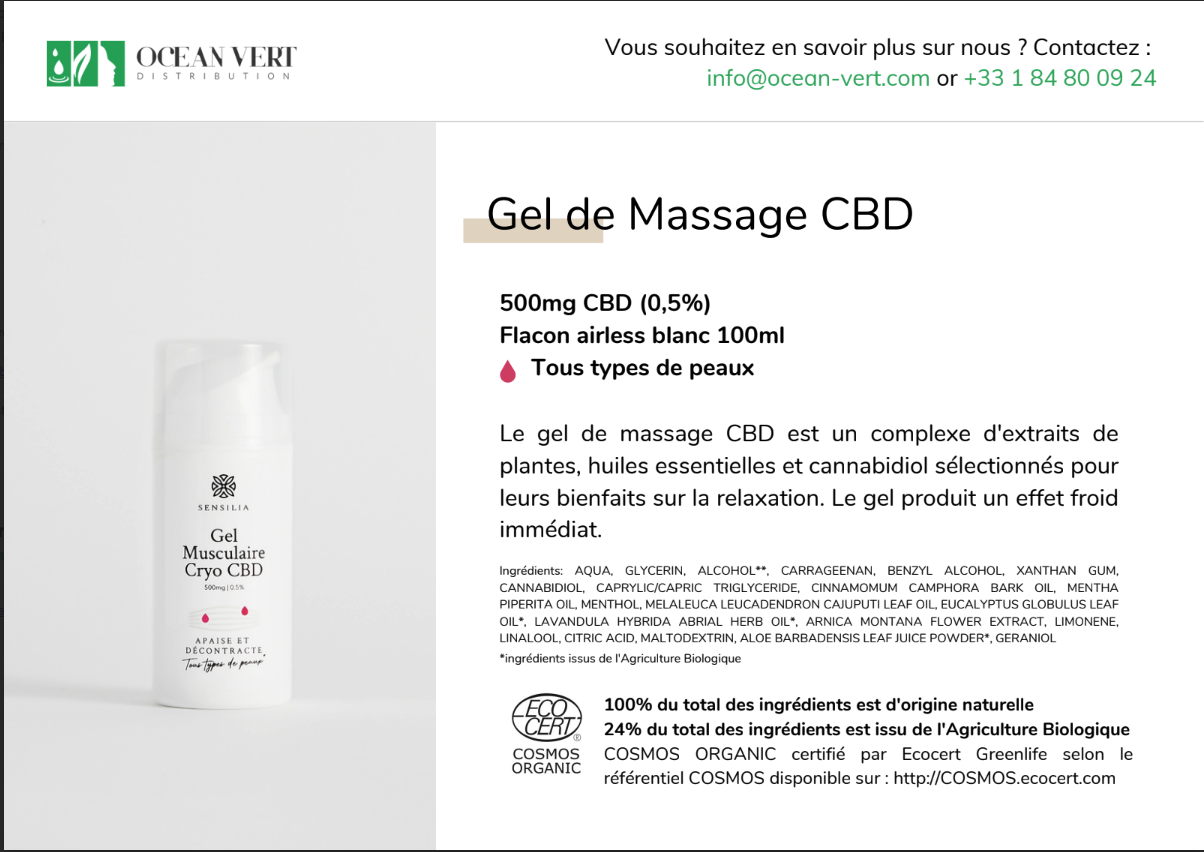 OCEAN VERT
DISTRIBUTION
Vous souhaitez en savoir plus sur nous ? Contactez :
info@ocean-vert.com or +33 1 84 80 09 24
Gel de Massage CBD
500mg CBD (0,5%)
Flacon airless blanc 100ml
Tous types de peaux
Le gel de massage CBD est un complexe d'extraits de
plantes, huiles essentielles et cannabidiol sélectionnés pour
leurs bienfaits sur la relaxation. Le gel produit un effet froid
immédiat.
Ingrédients: AQUA, GLYCERIN, ALCOHOL**, CARRAGEENAN, BENZYL ALCOHOL, XANTHAN GUM,
CANNABIDIOL, CAPRYLIC/CAPRIC TRIGLYCERIDE, CINNAMOMUM CAMPHORA BARK OIL, MENTHA
PIPERITA OIL, MENTHOL, MELALEUCA LEUCADENDRON CAJUPUTI LEAF OIL, EUCALYPTUS GLOBULUS LEAF
OIL*, LAVANDULA HYBRIDA ABRIAL HERB OIL*, ARNICA MONTANA FLOWER EXTRACT, LIMONENE,
LINALOOL, CITRIC ACID, MALTODEXTRIN, ALOE BARBADENSIS LEAF JUICE POWDER*, GERANIOL
*ingrédients issus de l'Agriculture Biologique
ECO
CERT®
COSMOS
ORGANIC
100% du total des ingrédients est d'origine naturelle
24% du total des ingrédients est issu de l'Agriculture Biologique
COSMOS ORGANIC certifié par Ecocert Greenlife selon le
référentiel COSMOS disponible sur : http://COSMOS.ecocert.com
SENSILIA
Gel
Musculaire
Cryo CBD
500mg | 0.5%
APAISE ET
DÉCONTRACTE
Tous types de peaux